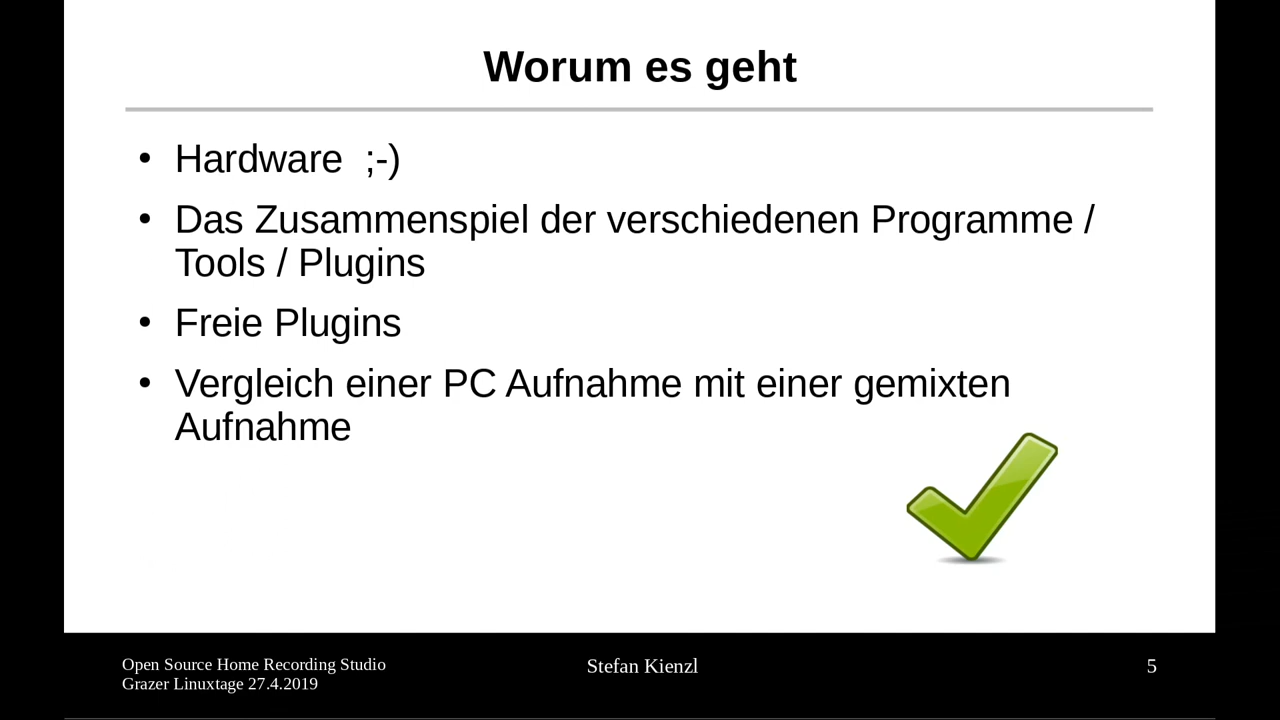 Worum es geht
• Hardware  ;-)
• Das Zusammenspiel der verschiedenen Programme /
Tools / Plugins
• Freie Plugins
• Vergleich einer PC Aufnahme mit einer gemixten
Aufnahme
Open Source Home Recording Studio
Grazer Linuxtage 27.4.2019
Stefan Kienzl
5